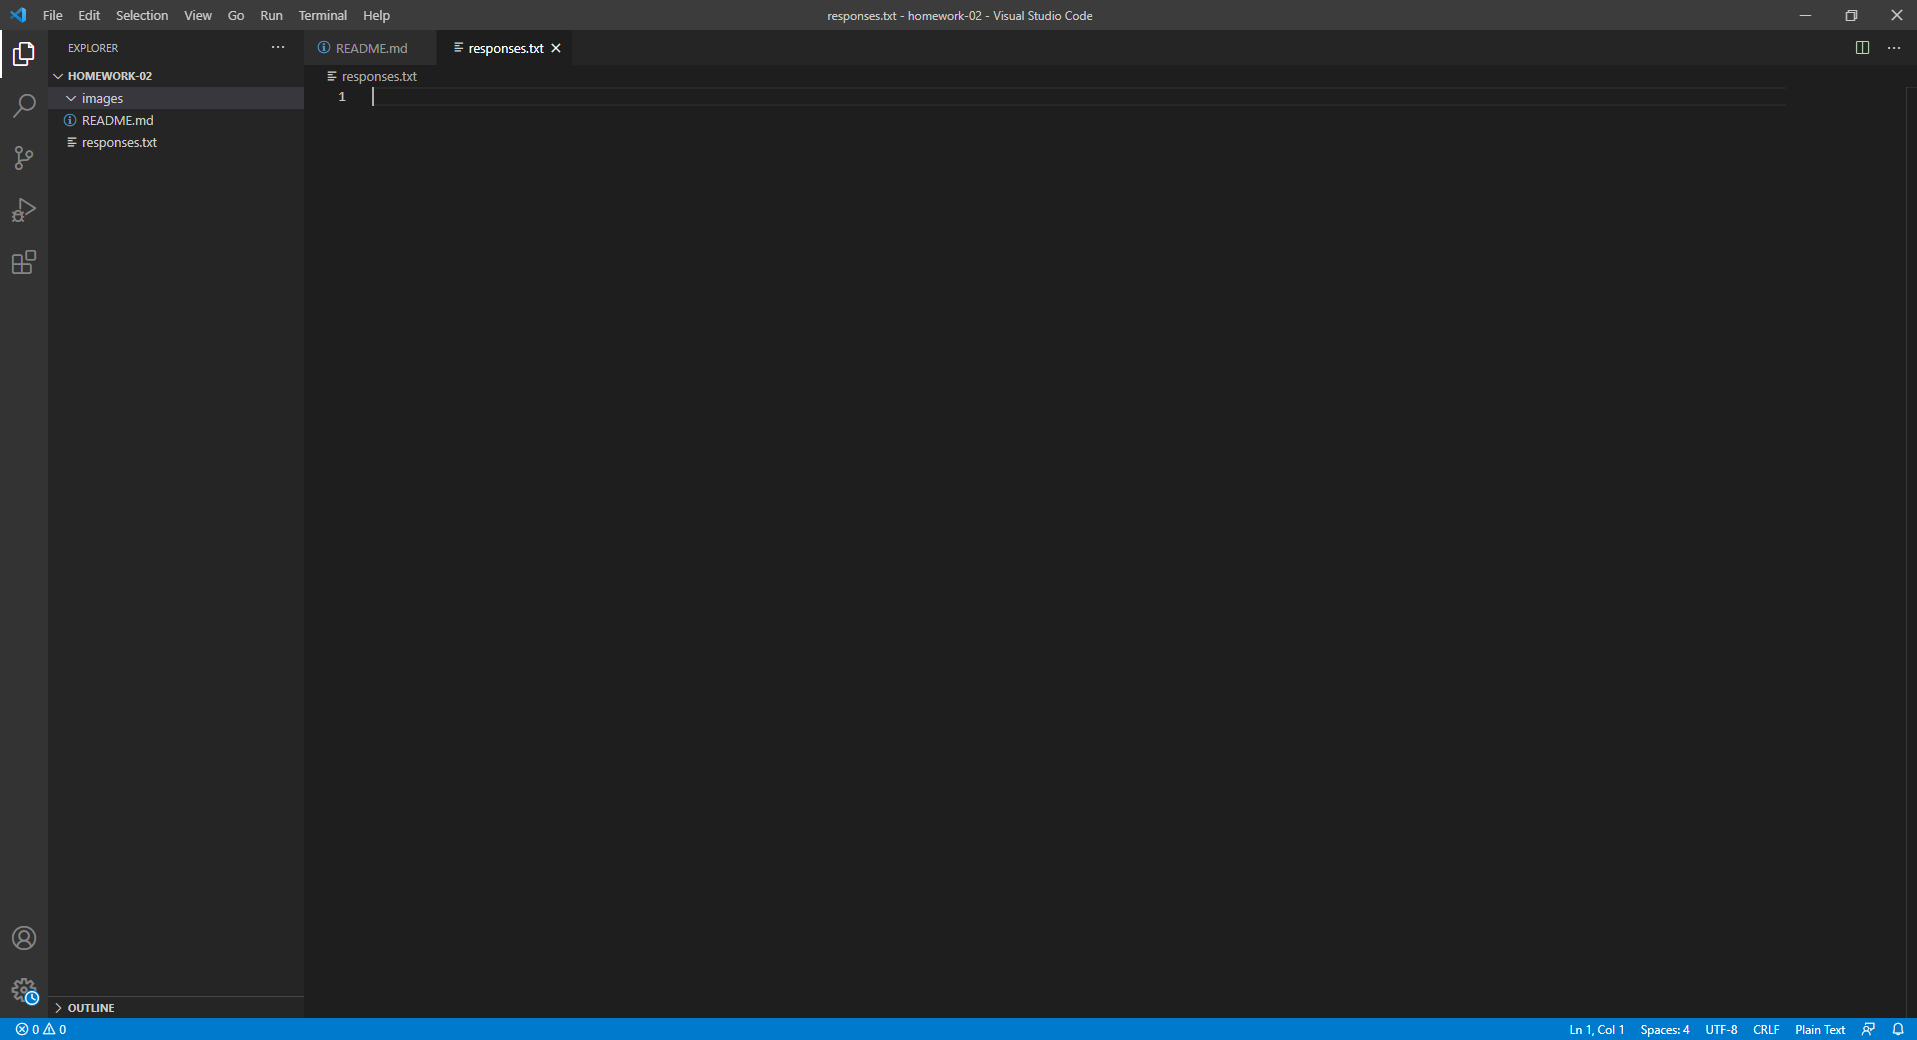 File Edit Selection View Go Run Terminal Help
responses.txt - homework-02 - Visual Studio Code
EXPLORER
HOMEWORK-02
images
README.md
responses.txt
README.md
responses.txt
responses.txt
1
OUTLINE
0 0
Ln 1, Col 1 Spaces: 4 UTF-8 CRLF Plain Text